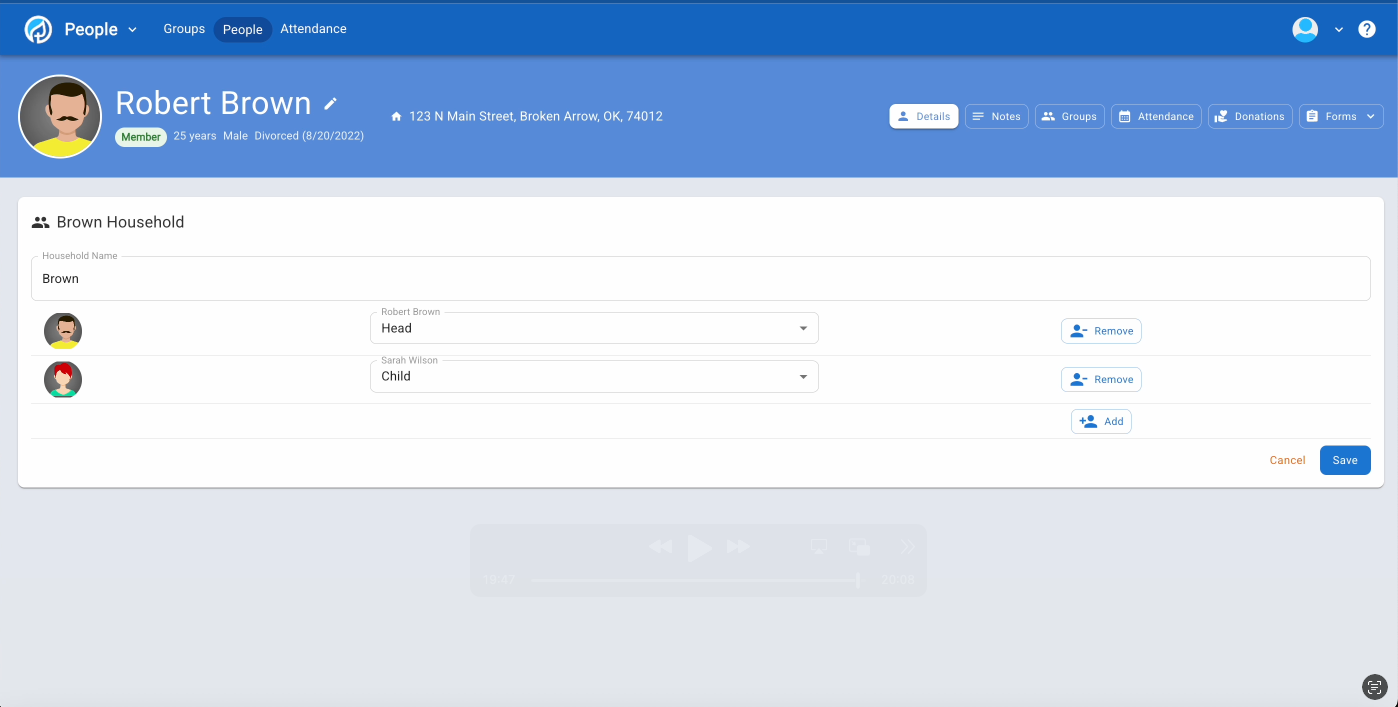 People Groups People Attendance
Robert Brown
123 N Main Street, Broken Arrow, OK, 74012
Details Notes Groups Attendance Donations Forms
Member 25 years Male Divorced (8/20/2022)
Brown Household
Household Name
Brown
Robert Brown
Head
Remove
Sarah Wilson
Child
Remove
Add
Cancel Save
19:47 20:08